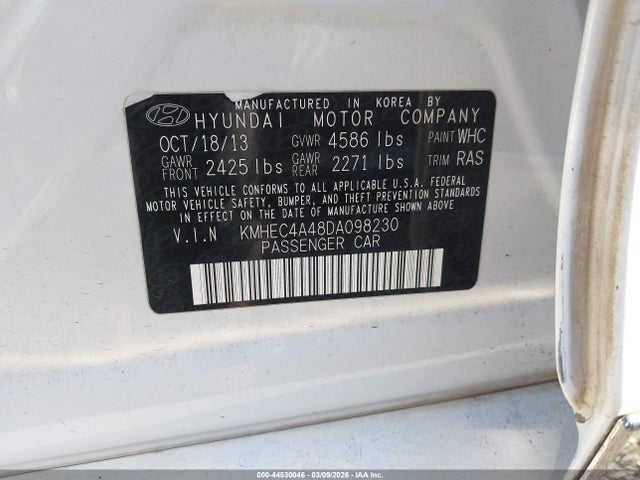 MANUFACTURED IN KOREA BY
HYUNDAI MOTOR COMPANY
OCT/18/13 GVWR 4586 lbs PAINT WHC
GAWR FRONT 2425 lbs GAWR REAR 2271 lbs TRIM RAS
THIS VEHICLE CONFORMS TO ALL APPLICABLE U.S.A. FEDERAL
MOTOR VEHICLE SAFETY, BUMPER, AND THEFT PREVENTION STANDARDS
IN EFFECT ON THE DATE OF MANUFACTURE SHOWN ABOVE
V.I.N KMHEC4A48DA098230
PASSENGER CAR
000-44530046 | 03/09/2026 - IAA Inc.